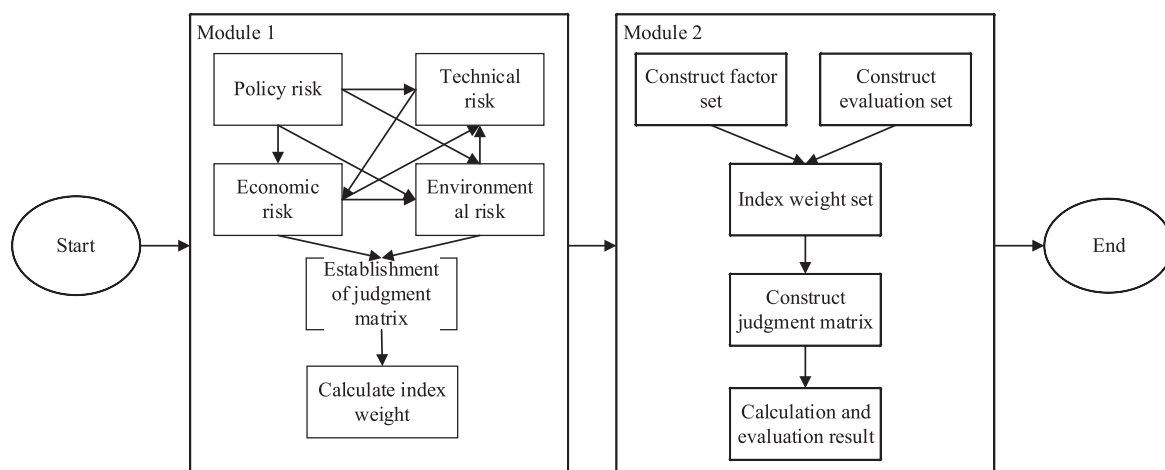 Module 1
Policy risk
Technical
risk
Economic
risk
Environment
al risk
Establishment
of judgment
matrix
Calculate index
weight
Module 2
Construct factor
set
Construct
evaluation set
Index weight set
Construct
judgment matrix
Calculation and
evaluation result
Start
End